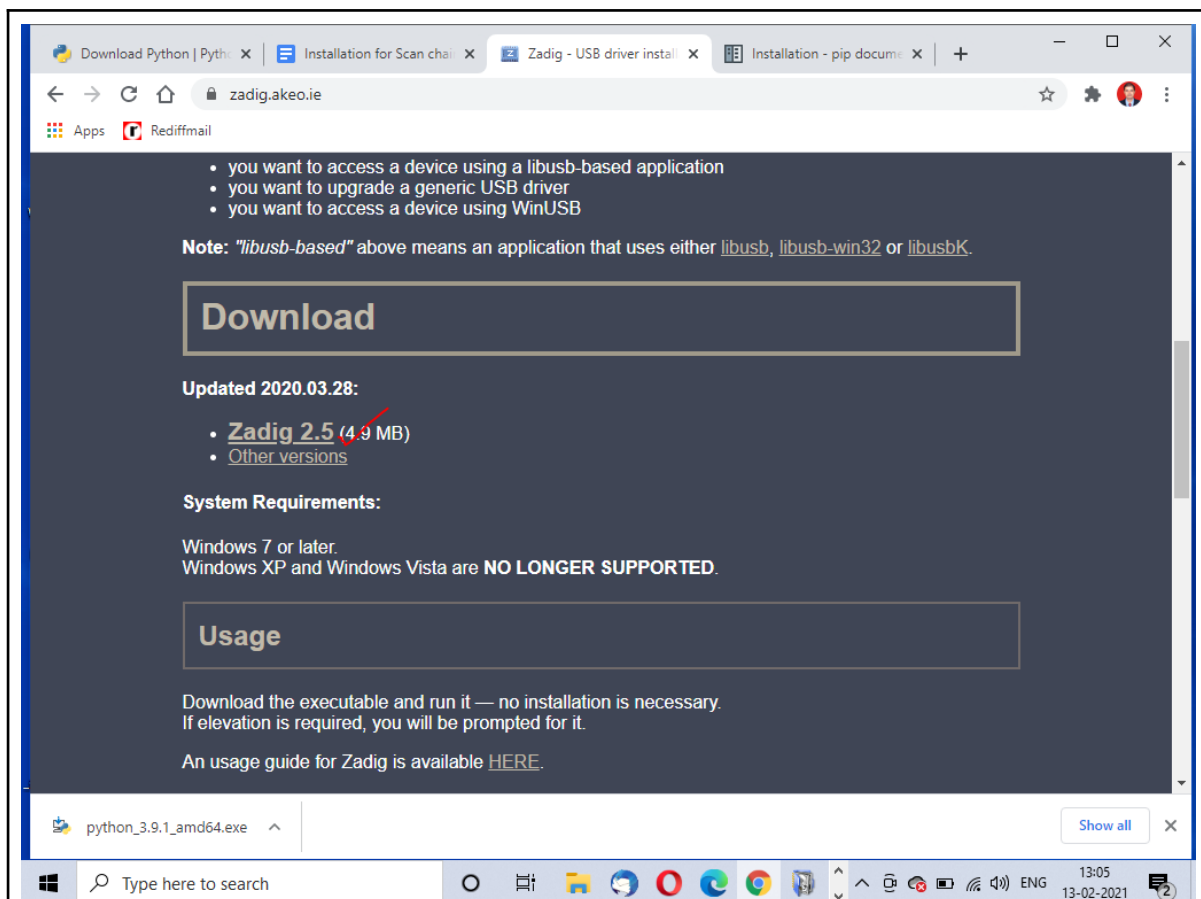 Download Python | Pytho
Installation for Scan chai
Zadig - USB driver install
Installation - pip docume
zadig.akeo.ie
Apps
Rediffmail
• you want to access a device using a libusb-based application
• you want to upgrade a generic USB driver
• you want to access a device using WinUSB
Note: "libusb-based" above means an application that uses either libusb, libusb-win32 or libusbK.
Download
Updated 2020.03.28:
• Zadig 2.5 (4.9 MB)
• Other versions
System Requirements:
Windows 7 or later.
Windows XP and Windows Vista are NO LONGER SUPPORTED.
Usage
Download the executable and run it — no installation is necessary.
If elevation is required, you will be prompted for it.
An usage guide for Zadig is available HERE.
python_3.9.1_amd64.exe
Show all
Type here to search
ENG
13:05
13-02-2021
2